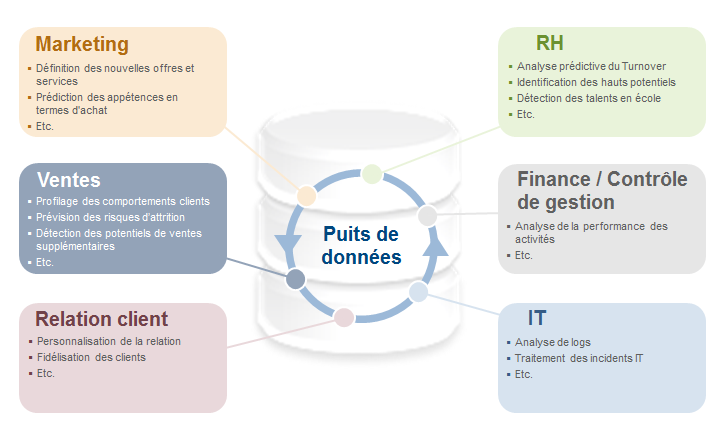 Marketing
Définition des nouvelles offres et
services
Prédiction des appétences en
termes d'achat
Etc.
Ventes
Profilage des comportements clients
Prévision des risques d'attrition
Détection des potentiels de ventes
supplémentaires
Etc.
Relation client
Personnalisation de la relation
Fidélisation des clients
Etc.
Puits de
données
RH
Analyse prédictive du Turnover
Identification des hauts potentiels
Détection des talents en école
Etc.
Finance / Contrôle
de gestion
Analyse de la performance des
activités
Etc.
IT
Analyse de logs
Traitement des incidents IT
Etc.